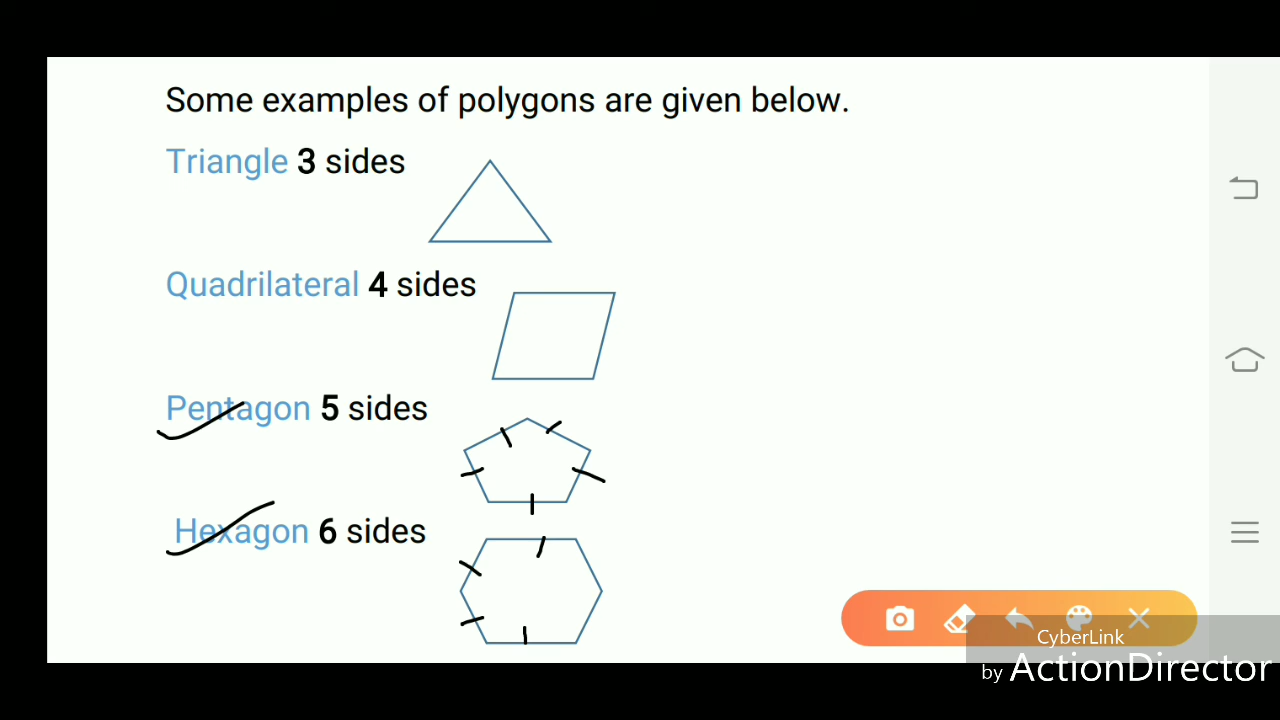 Some examples of polygons are given below.
Triangle 3 sides
Quadrilateral 4 sides
Pentagon 5 sides
Hexagon 6 sides
CyberLink
by ActionDirector